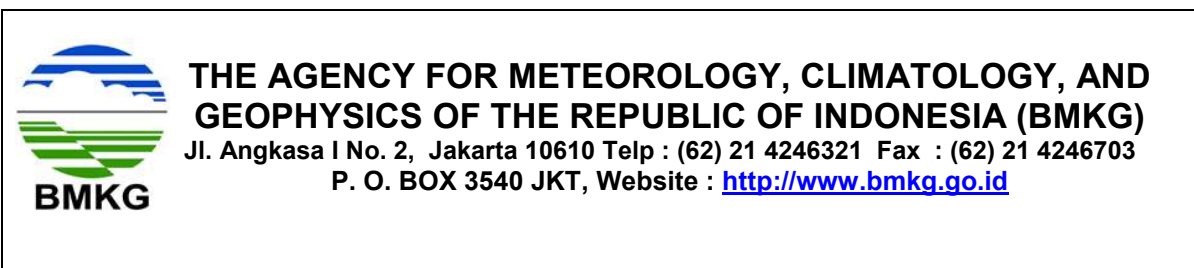 THE AGENCY FOR METEOROLOGY, CLIMATOLOGY, AND
GEOPHYSICS OF THE REPUBLIC OF INDONESIA (BMKG)
Jl. Angkasa I No. 2, Jakarta 10610 Telp : (62) 21 4246321 Fax : (62) 21 4246703
P. O. BOX 3540 JKT, Website : http://www.bmkg.go.id
BMKG